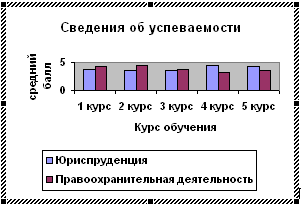 Сведения об успеваемости
средний
балл
5
0
1 курс 2 курс 3 курс 4 курс 5 курс
Курс обучения
Юриспруденция
Правоохранительная деятельность